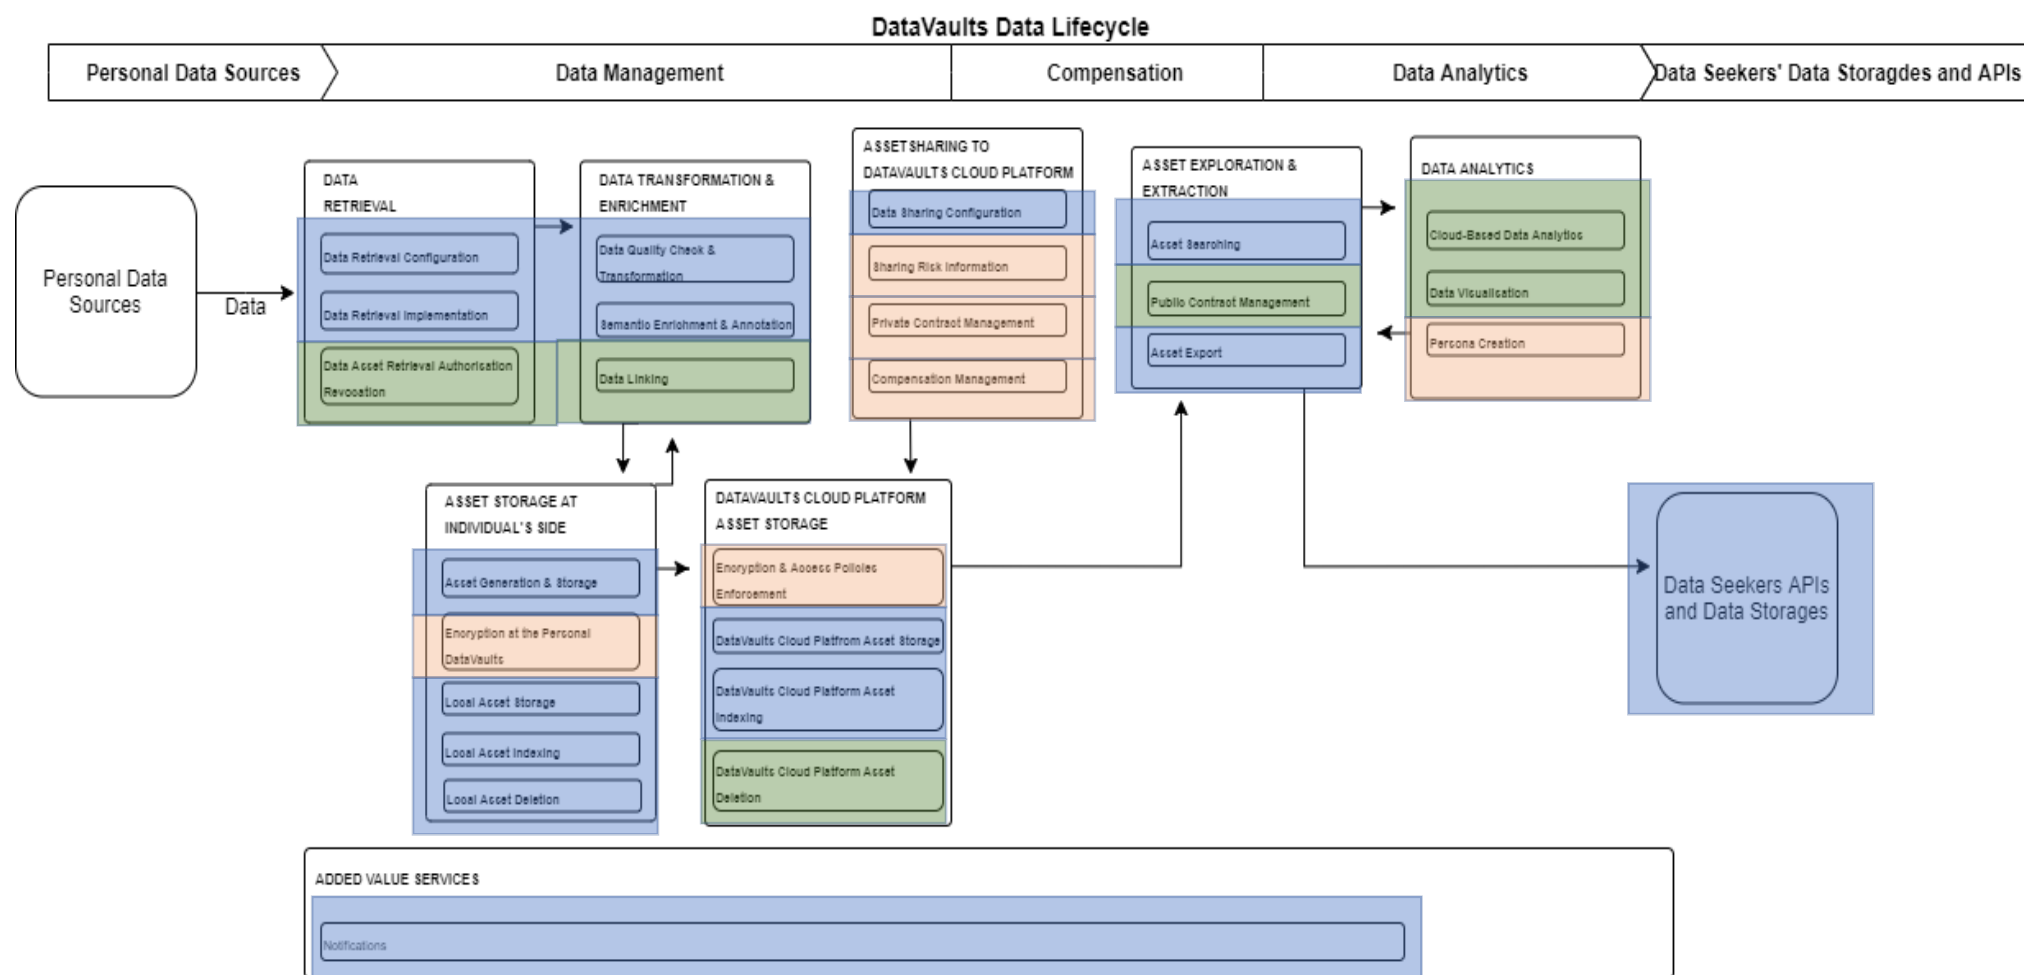 DataVaults Data Lifecycle
Personal Data Sources
Data Management
Compensation
Data Analytics
Data Seekers' Data Storagdes and APIs
Personal Data
Sources
Data
DATA
RETRIEVAL
Data Retrieval Configuration
Data Retrieval Implementation
Data Asset Retrieval Authorisation
Revocation
DATA TRANSFORMATION &
ENRICHMENT
Data Quality Check &
Transformation
Semantic Enrichment & Annotation
Data Linking
ASSET SHARING TO
DATAVAULTS CLOUD PLATFORM
Data Sharing Configuration
Sharing Risk Information
Private Contract Management
Compensation Management
ASSET EXPLORATION &
EXTRACTION
Asset Searching
Public Contract Management
Asset Export
DATA ANALYTICS
Cloud-Based Data Analytics
Data Visualisation
Persona Creation
ASSET STORAGE AT
INDIVIDUAL'S SIDE
Asset Generation & Storage
Encryption at the Personal
DataVaults
Local Asset Storage
Local Asset Indexing
Local Asset Deletion
DATAVAULTS CLOUD PLATFORM
ASSET STORAGE
Encryption & Access Policies
Enforcement
DataVaults Cloud Platfrom Asset Storage
DataVaults Cloud Platform Asset
Indexing
DataVaults Cloud Platform Asset
Deletion
Data Seekers APIs
and Data Storages
ADDED VALUE SERVICES
Notifications